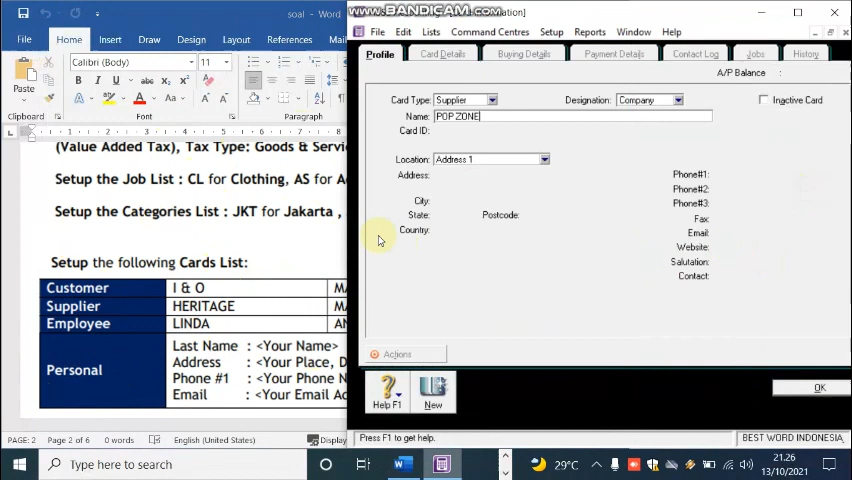 soal - Word
WWW.BANDICAM.COM
File Home Insert Draw Design Layout References Mai
Calibri (Body) 11
Paste
Clipboard
Font
(Value Added Tax), Tax Type: Goods & Servic
Setup the Job List : CL for Clothing, AS for A
Setup the Categories List : JKT for Jakarta ,
Setup the following Cards List:
Customer I & O MA
Supplier HERITAGE MA
Employee LINDA AN
Personal
Last Name : <Your Name>
Address : <Your Place, D
Phone #1 : <Your Phone N
Email : <Your Email Ad
PAGE: 2 Page 2 of 6 0 words English (United States) Display
File Edit Lists Command Centres Setup Reports Window Help
Profile Card Details Buying Details Payment Details Contact Log Jobs History
A/P Balance :
Card Type: Supplier Designation: Company Inactive Card
Name: POP ZONE
Card ID:
Location: Address 1
Address: Phone#1:
Phone#2:
City: Phone#3:
State: Postcode: Fax:
Country: Email:
Website:
Salutation:
Contact:
Actions
Help F1 New OK
Press F1 to get help. BEST WORD INDONESIA
Type here to search 29°C 21.26
13/10/2021